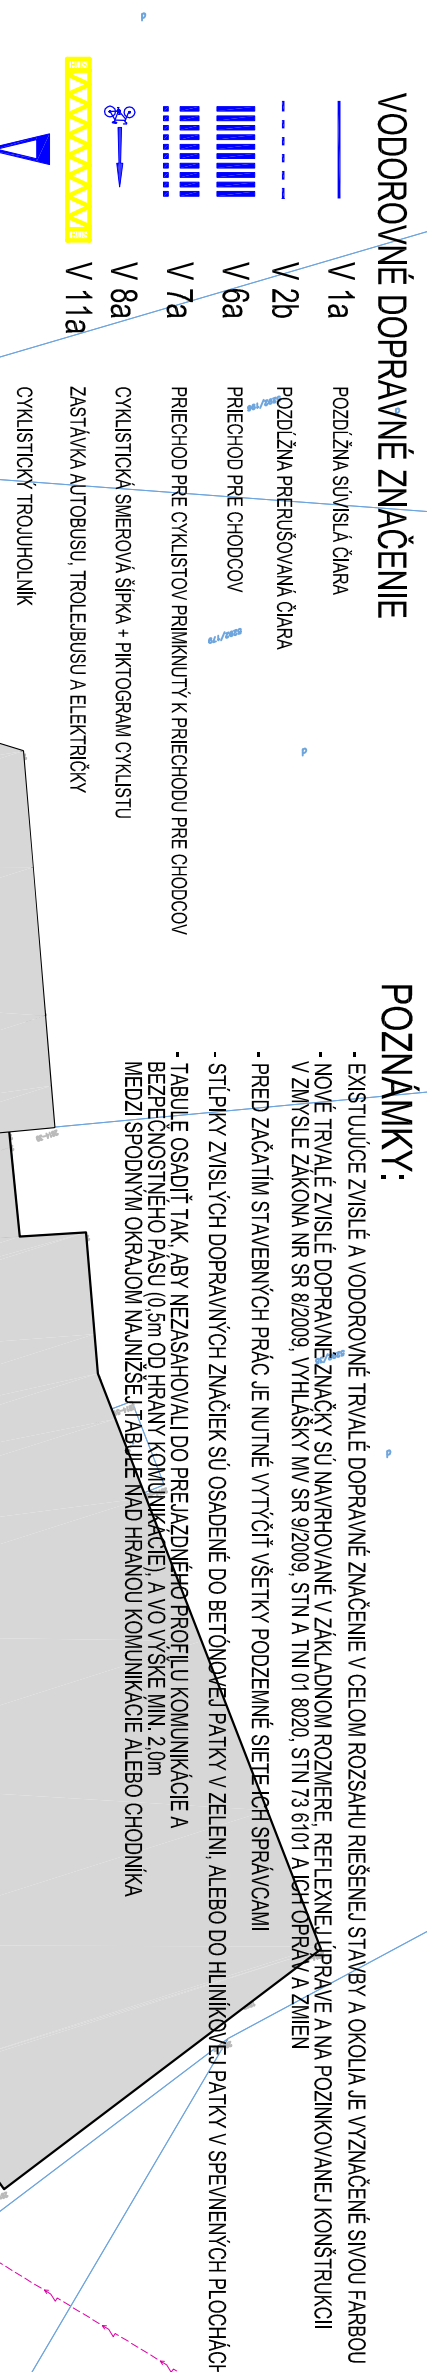 VODOROVNÉ DOPRAVNÉ ZNAČENIE
V 1a POZDĹŽNA SÚVISLÁ ČIARA
V 2b POZDĹŽNA PRERUŠOVANÁ ČIARA
V 6a PRIECHOD PRE CHODCOV
V 7a PRIECHOD PRE CYKLISTOV PRIMKNUTÝ K PRIECHODU PRE CHODCOV
V 8a CYKLISTICKÁ SMEROVÁ ŠÍPKA + PIKTOGRAM CYKLISTU
V 11a ZASTÁVKA AUTOBUSU, TROLEJBUSU A ELEKTRIČKY
CYKLISTICKÝ TROJUHOLNÍK
POZNÁMKY:
- EXISTUJÚCE ZVISLÉ A VODOROVNÉ TRVALÉ DOPRAVNÉ ZNAČENIE V CELOM ROZSAHU RIEŠENEJ STAVBY A OKOLIA JE VYZNAČENÉ SIVOU FARBOU
- NOVÉ TRVALÉ ZVISLÉ DOPRAVNÉ ZNAČKY SÚ NAVRHOVANÉ V ZÁKLADNOM ROZMERE, REFLEXNEJ ÚPRAVE A NA POZINKOVANEJ KONŠTRUKCII
V ZMYSLE ZÁKONA NR SR 8/2009, VYHLÁŠKY MV SR 9/2009, STN A TNI 01 8020, STN 73 6101 A ICH OPRÁV A ZMIEN
- PRED ZAČATÍM STAVEBNÝCH PRÁC JE NUTNÉ VYTÝČIŤ VŠETKY PODZEMNÉ SIETE ICH SPRÁVCAMI
- STĹPIKY ZVISLÝCH DOPRAVNÝCH ZNAČIEK SÚ OSADENÉ DO BETÓNOVEJ PATKY V ZELENI, ALEBO DO HLINÍKOVEJ PATKY V SPEVNENÝCH PLOCHÁCH
- TABULE OSADIŤ TAK, ABY NEZASAHOVALI DO PREJAZDNÉHO PROFILU KOMUNIKÁCIE A
BEZPEČNOSTNÉHO PÁSU (0,5m OD HRANY KOMUNIKÁCIE), A VO VÝŠKE MIN. 2,0m
MEDZI SPODNÝM OKRAJOM NAJNIŽŠEJ TABULE NAD HRANOU KOMUNIKÁCIE ALEBO CHODNÍKA
6292/179